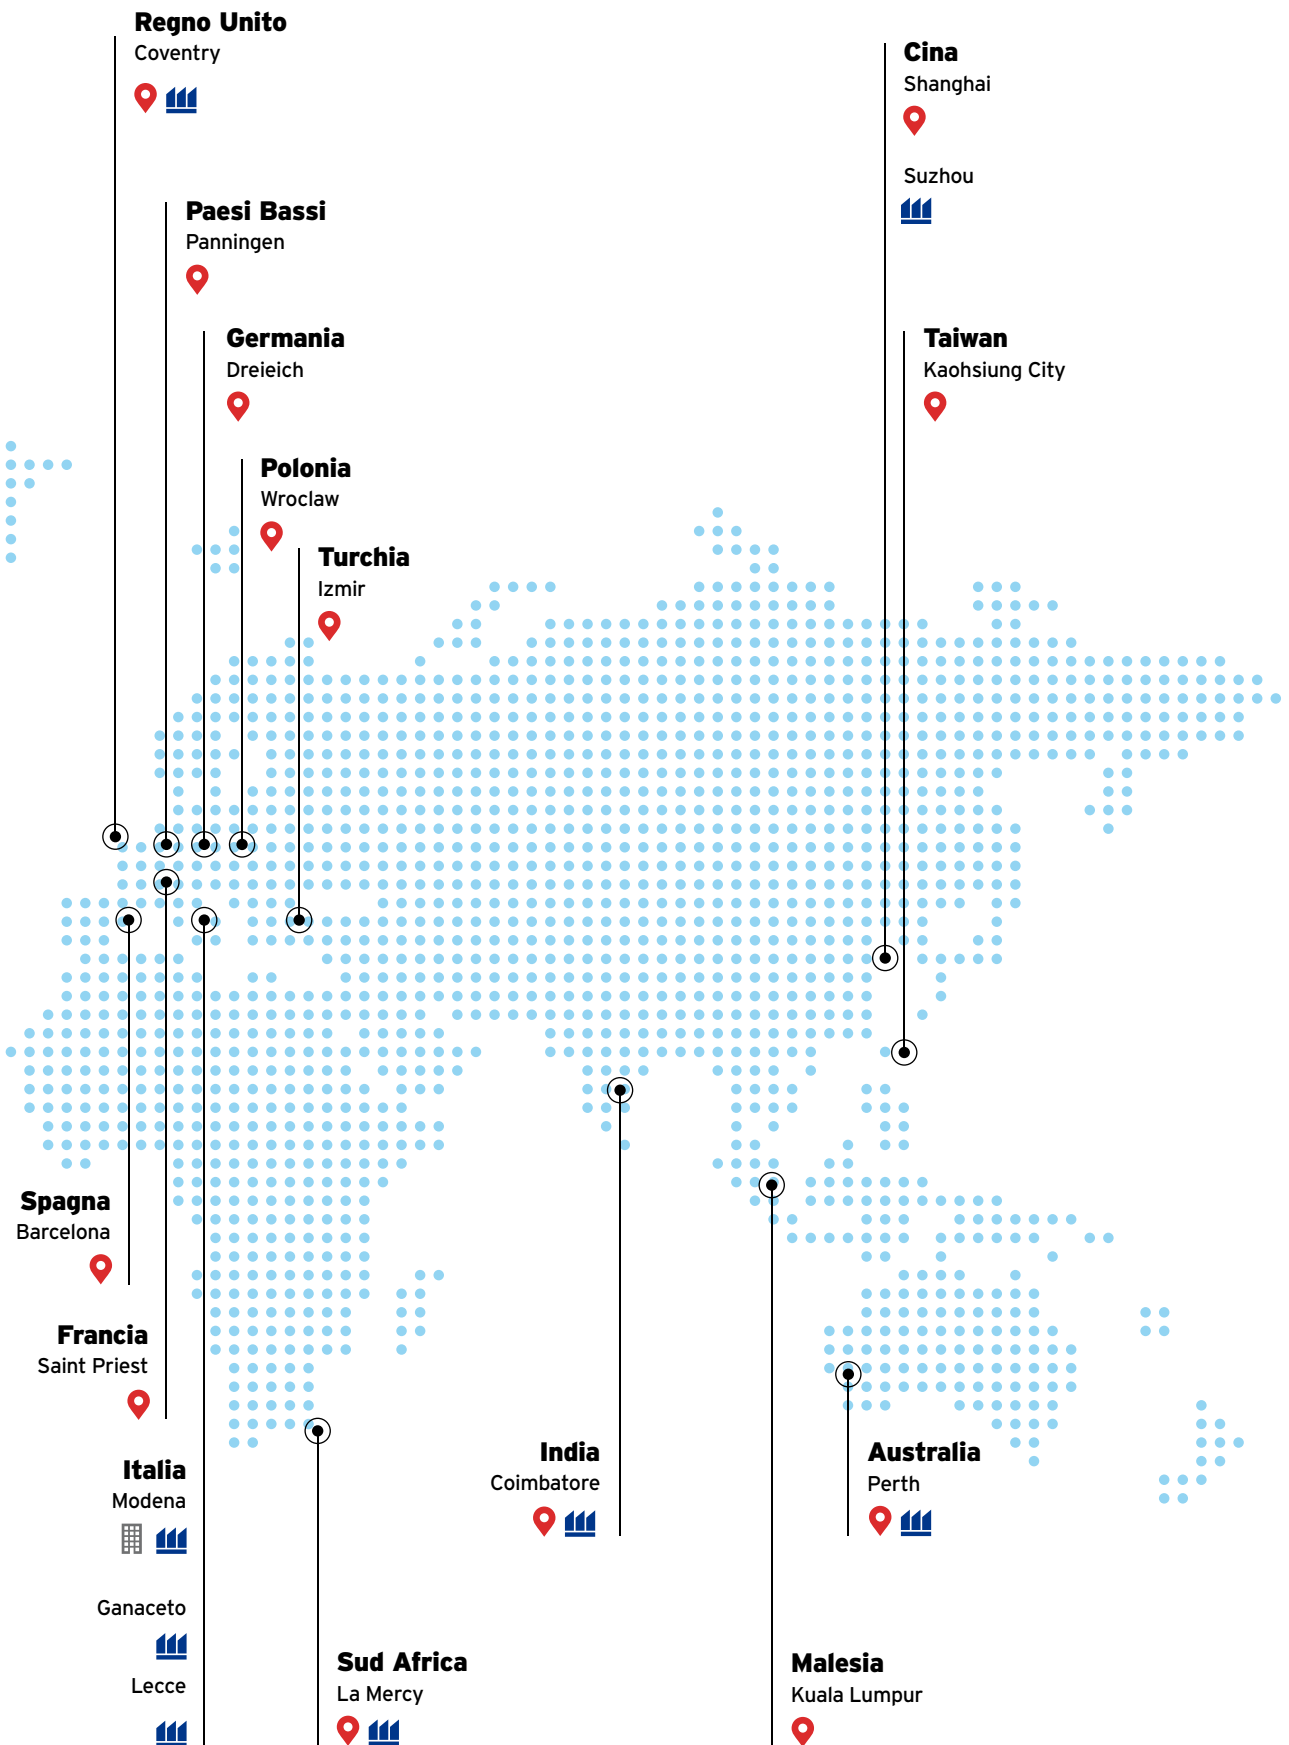 Regno Unito
Coventry
Cina
Shanghai
Suzhou
Paesi Bassi
Panningen
Germania
Dreieich
Taiwan
Kaohsiung City
Polonia
Wroclaw
Turchia
Izmir
Spagna
Barcelona
Francia
Saint Priest
Italia
Modena
Ganaceto
Lecce
India
Coimbatore
Australia
Perth
Sud Africa
La Mercy
Malesia
Kuala Lumpur